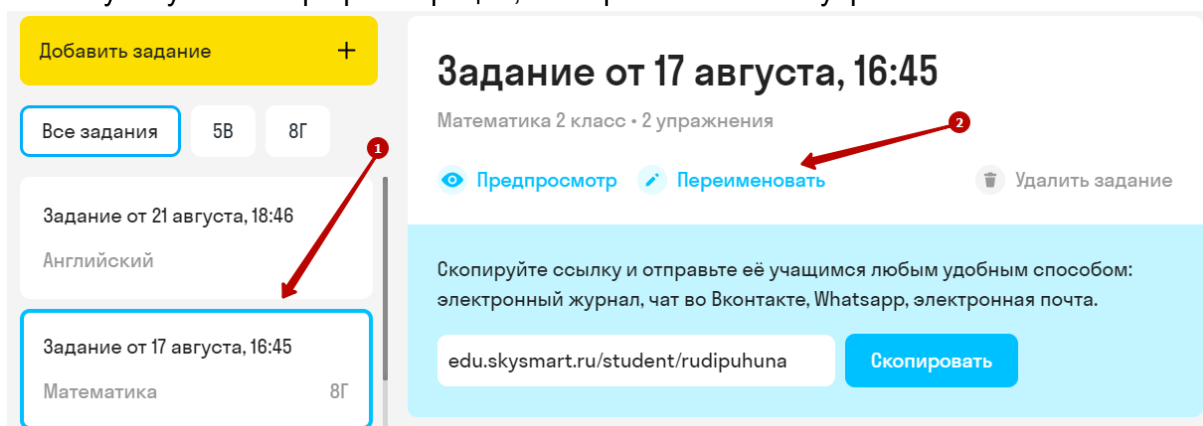 Добавить задание +
Все задания 5В 8Г
1
Задание от 21 августа, 18:46
Английский
Задание от 17 августа, 16:45
Математика 8Г
Задание от 17 августа, 16:45
Математика 2 класс • 2 упражнения
2
Предпросмотр Переименовать Удалить задание
Скопируйте ссылку и отправьте её учащимся любым удобным способом:
электронный журнал, чат во Вконтакте, Whatsapp, электронная почта.
edu.skysmart.ru/student/rudipuhuna Скопировать